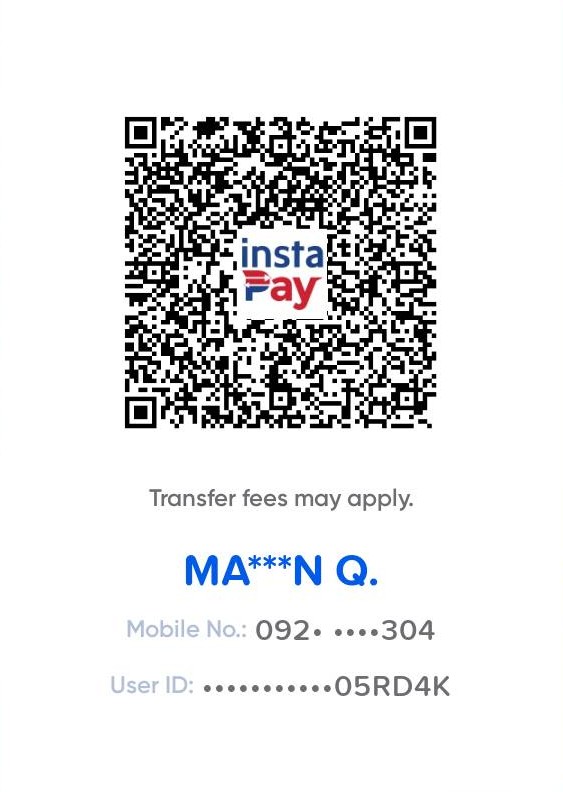 insta
Pay
Transfer fees may apply.
MA***N Q.
Mobile No.: 092• ••••304
User ID: •••••••••••05RD4K